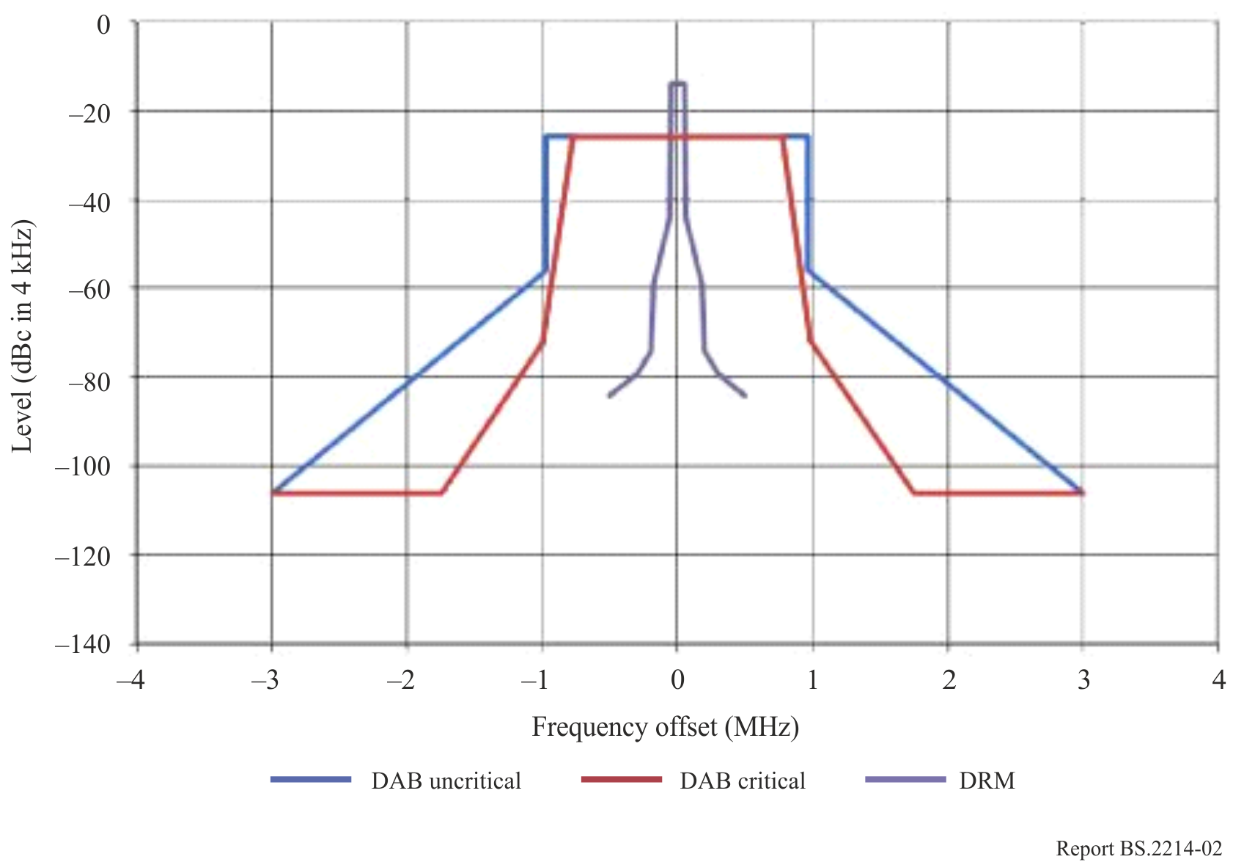 0
–20
–40
–60
–80
–100
–120
–140
Level (dBc in 4 kHz)
–4 –3 –2 –1 0 1 2 3 4
Frequency offset (MHz)
DAB uncritical DAB critical DRM
Report BS.2214-02